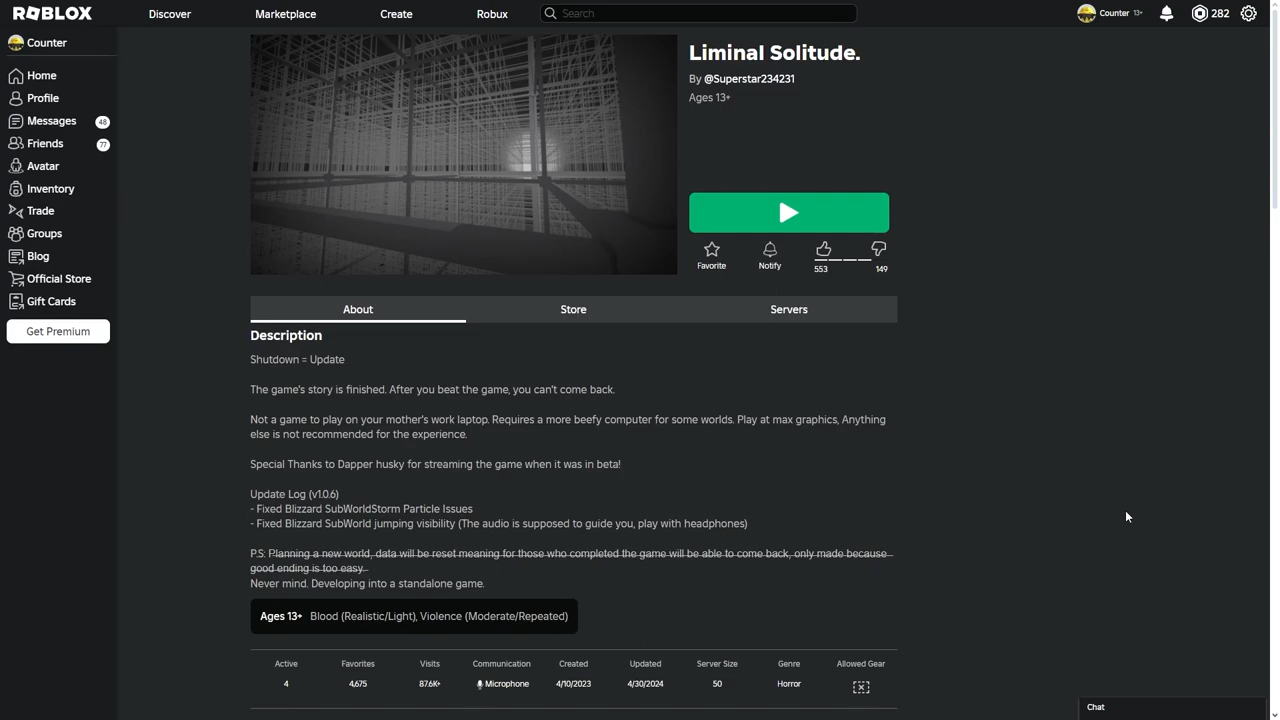 ROBLOX
Discover
Marketplace
Create
Robux
Search
Counter 13+
282
Counter
Home
Profile
Messages
48
Friends
77
Avatar
Inventory
Trade
Groups
Blog
Official Store
Gift Cards
Get Premium
Liminal Solitude.
By @Superstar234231
Ages 13+
Favorite
Notify
553
149
About
Store
Servers
Description
Shutdown = Update
The game's story is finished. After you beat the game, you can't come back.
Not a game to play on your mother's work laptop. Requires a more beefy computer for some worlds. Play at max graphics, Anything
else is not recommended for the experience.
Special Thanks to Dapper husky for streaming the game when it was in beta!
Update Log (v1.0.6)
- Fixed Blizzard SubWorldStorm Particle Issues
- Fixed Blizzard SubWorld jumping visibility (The audio is supposed to guide you, play with headphones)
P.S: Planning a new world, data will be reset meaning for those who completed the game will be able to come back, only made because
good ending is too easy.
Never mind. Developing into a standalone game.
Ages 13+ Blood (Realistic/Light), Violence (Moderate/Repeated)
Active
Favorites
Visits
Communication
Created
Updated
Server Size
Genre
Allowed Gear
4
4,675
87.6K+
Microphone
4/10/2023
4/30/2024
50
Horror
Chat